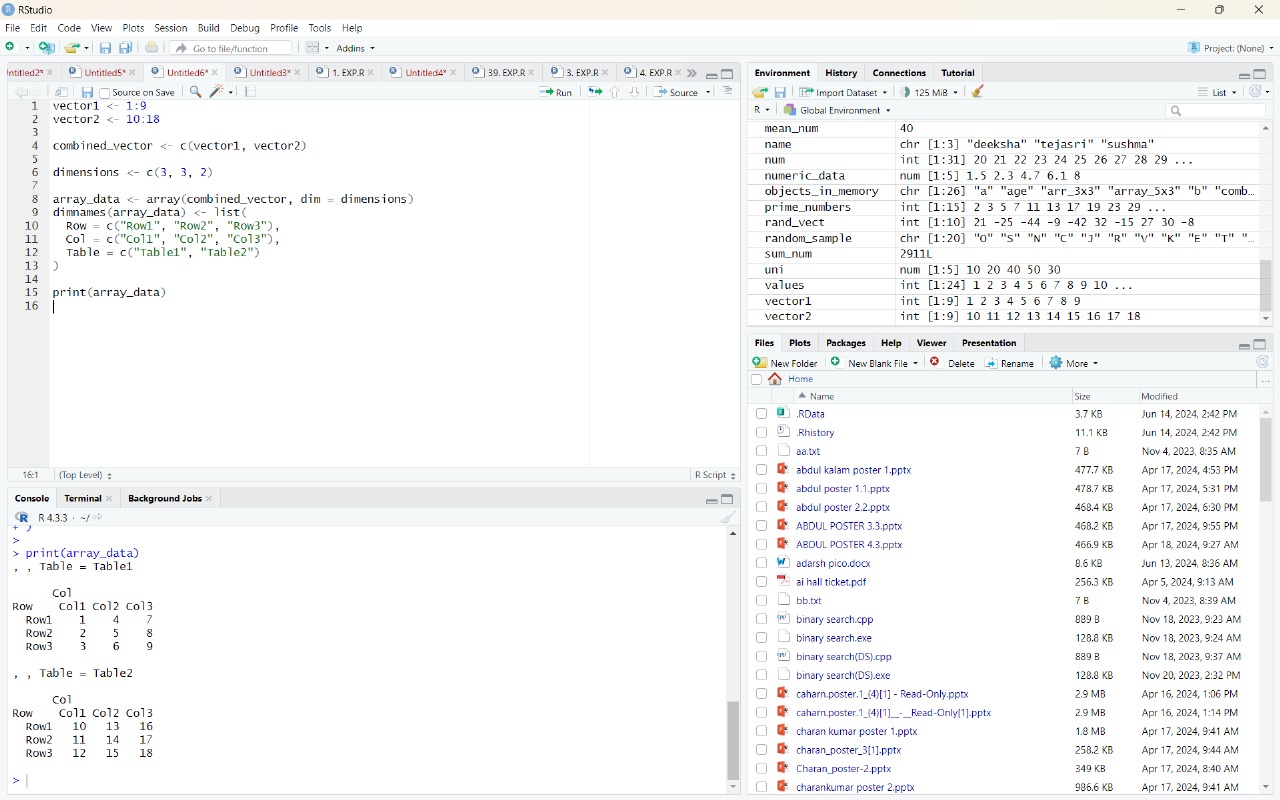 RStudio
File Edit Code View Plots Session Build Debug Profile Tools Help
Go to file/function Addins Project: (None)
Untitled5* Untitled6* Untitled3* 1. EXP.R Untitled4* 39. EXP.R 3. EXP.R 4. EXP.R
Source on Save Run Source
1 vector1 <- 1:9
2 vector2 <- 10:18
3
4 combined_vector <- c(vector1, vector2)
5
6 dimensions <- c(3, 3, 2)
7
8 array_data <- array(combined_vector, dim = dimensions)
9 dimnames(array_data) <- list(
10 Row = c("Row1", "Row2", "Row3"),
11 Col = c("Col1", "Col2", "Col3"),
12 Table = c("Table1", "Table2")
13 )
14
15 print(array_data)
16
16:1 (Top Level) R Script
Console Terminal Background Jobs
R 4.3.3 · ~/
+ )
>
> print(array_data)
, , Table = Table1
Col
Row Col1 Col2 Col3
Row1 1 4 7
Row2 2 5 8
Row3 3 6 9
, , Table = Table2
Col
Row Col1 Col2 Col3
Row1 10 13 16
Row2 11 14 17
Row3 12 15 18
>
Environment History Connections Tutorial
Import Dataset 125 MiB List
R Global Environment
mean_num 40
name chr [1:3] "deeksha" "tejasri" "sushma"
num int [1:31] 20 21 22 23 24 25 26 27 28 29 ...
numeric_data num [1:5] 1.5 2.3 4.7 6.1 8
objects_in_memory chr [1:26] "a" "age" "arr_3x3" "array_5x3" "b" "comb…
prime_numbers int [1:15] 2 3 5 7 11 13 17 19 23 29 ...
rand_vect int [1:10] 21 -25 -44 -9 -42 32 -15 27 30 -8
random_sample chr [1:20] "O" "S" "N" "C" "J" "R" "V" "K" "E" "T" "…
sum_num 2911L
uni num [1:5] 10 20 40 50 30
values int [1:24] 1 2 3 4 5 6 7 8 9 10 ...
vector1 int [1:9] 1 2 3 4 5 6 7 8 9
vector2 int [1:9] 10 11 12 13 14 15 16 17 18
Files Plots Packages Help Viewer Presentation
New Folder New Blank File Delete Rename More
Home
Name Size Modified
.RData 3.7 KB Jun 14, 2024, 2:42 PM
.Rhistory 11.1 KB Jun 14, 2024, 2:42 PM
aa.txt 7 B Nov 4, 2023, 8:35 AM
abdul kalam poster 1.pptx 477.7 KB Apr 17, 2024, 4:53 PM
abdul poster 1.1.pptx 478.7 KB Apr 17, 2024, 5:31 PM
abdul poster 2.2.pptx 468.4 KB Apr 17, 2024, 6:30 PM
ABDUL POSTER 3.3.pptx 468.2 KB Apr 17, 2024, 9:55 PM
ABDUL POSTER 4.3.pptx 466.9 KB Apr 18, 2024, 9:27 AM
adarsh pico.docx 8.6 KB Jun 13, 2024, 8:36 AM
ai hall ticket.pdf 256.3 KB Apr 5, 2024, 9:13 AM
bb.txt 7 B Nov 4, 2023, 8:39 AM
binary search.cpp 889 B Nov 18, 2023, 9:23 AM
binary search.exe 128.8 KB Nov 18, 2023, 9:24 AM
binary search(DS).cpp 889 B Nov 18, 2023, 9:37 AM
binary search(DS).exe 128.8 KB Nov 20, 2023, 2:32 PM
caharn.poster.1_(4)[1] - Read-Only.pptx 2.9 MB Apr 16, 2024, 1:06 PM
caharn.poster.1_(4)[1]_-_Read-Only[1].pptx 2.9 MB Apr 16, 2024, 1:14 PM
charan kumar poster 1.pptx 1.8 MB Apr 17, 2024, 9:41 AM
charan_poster_3[1].pptx 258.2 KB Apr 17, 2024, 9:44 AM
Charan_poster-2.pptx 349 KB Apr 17, 2024, 8:40 AM
charankumar poster 2.pptx 986.6 KB Apr 17, 2024, 9:41 AM